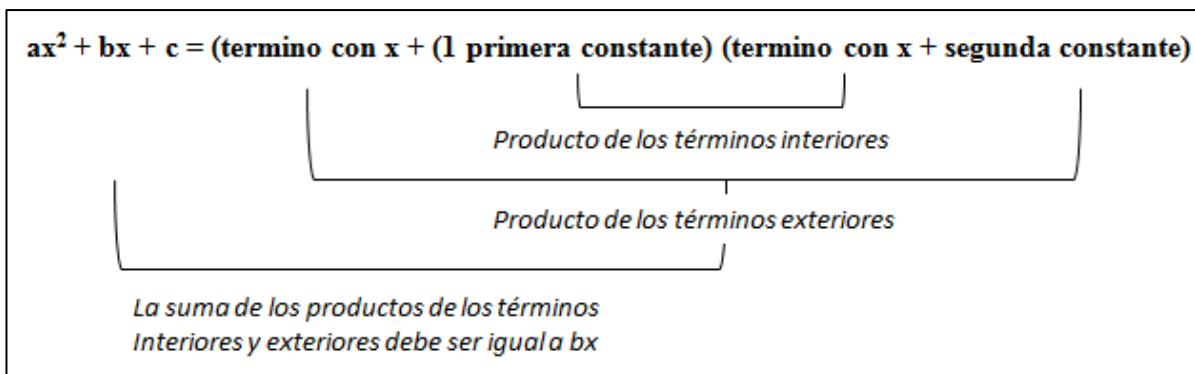 ax² + bx + c = (termino con x + (1 primera constante) (termino con x + segunda constante)
Producto de los términos interiores
Producto de los términos exteriores
La suma de los productos de los términos
Interiores y exteriores debe ser igual a bx